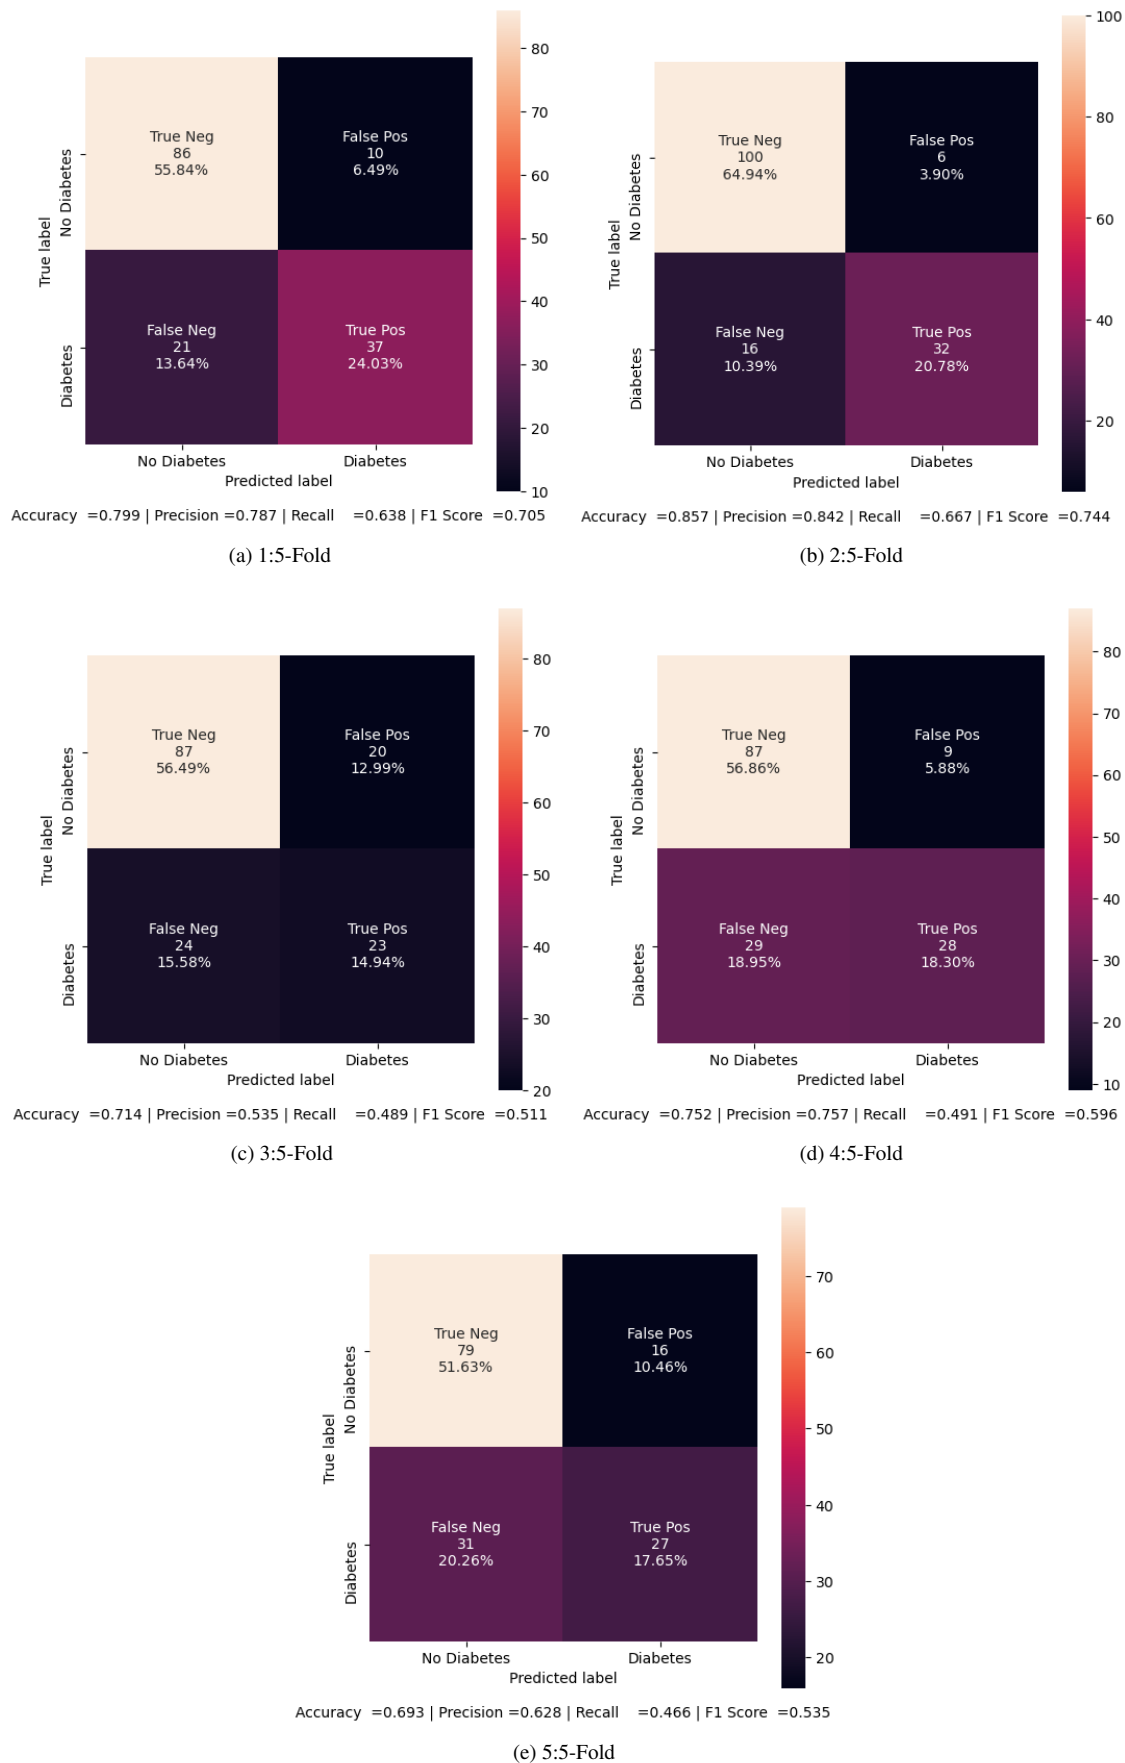 80
70
60
50
40
30
20
10
True Neg
86
55.84%
False Pos
10
6.49%
False Neg
21
13.64%
True Pos
37
24.03%
True label
No Diabetes
Diabetes
No Diabetes
Diabetes
Predicted label
Accuracy =0.799 | Precision =0.787 | Recall =0.638 | F1 Score =0.705
(a) 1:5-Fold
100
80
60
40
20
True Neg
100
64.94%
False Pos
6
3.90%
False Neg
16
10.39%
True Pos
32
20.78%
True label
No Diabetes
Diabetes
No Diabetes
Diabetes
Predicted label
Accuracy =0.857 | Precision =0.842 | Recall =0.667 | F1 Score =0.744
(b) 2:5-Fold
80
70
60
50
40
30
20
True Neg
87
56.49%
False Pos
20
12.99%
False Neg
24
15.58%
True Pos
23
14.94%
True label
No Diabetes
Diabetes
No Diabetes
Diabetes
Predicted label
Accuracy =0.714 | Precision =0.535 | Recall =0.489 | F1 Score =0.511
(c) 3:5-Fold
80
70
60
50
40
30
20
10
True Neg
87
56.86%
False Pos
9
5.88%
False Neg
29
18.95%
True Pos
28
18.30%
True label
No Diabetes
Diabetes
No Diabetes
Diabetes
Predicted label
Accuracy =0.752 | Precision =0.757 | Recall =0.491 | F1 Score =0.596
(d) 4:5-Fold
70
60
50
40
30
20
True Neg
79
51.63%
False Pos
16
10.46%
False Neg
31
20.26%
True Pos
27
17.65%
True label
No Diabetes
Diabetes
No Diabetes
Diabetes
Predicted label
Accuracy =0.693 | Precision =0.628 | Recall =0.466 | F1 Score =0.535
(e) 5:5-Fold